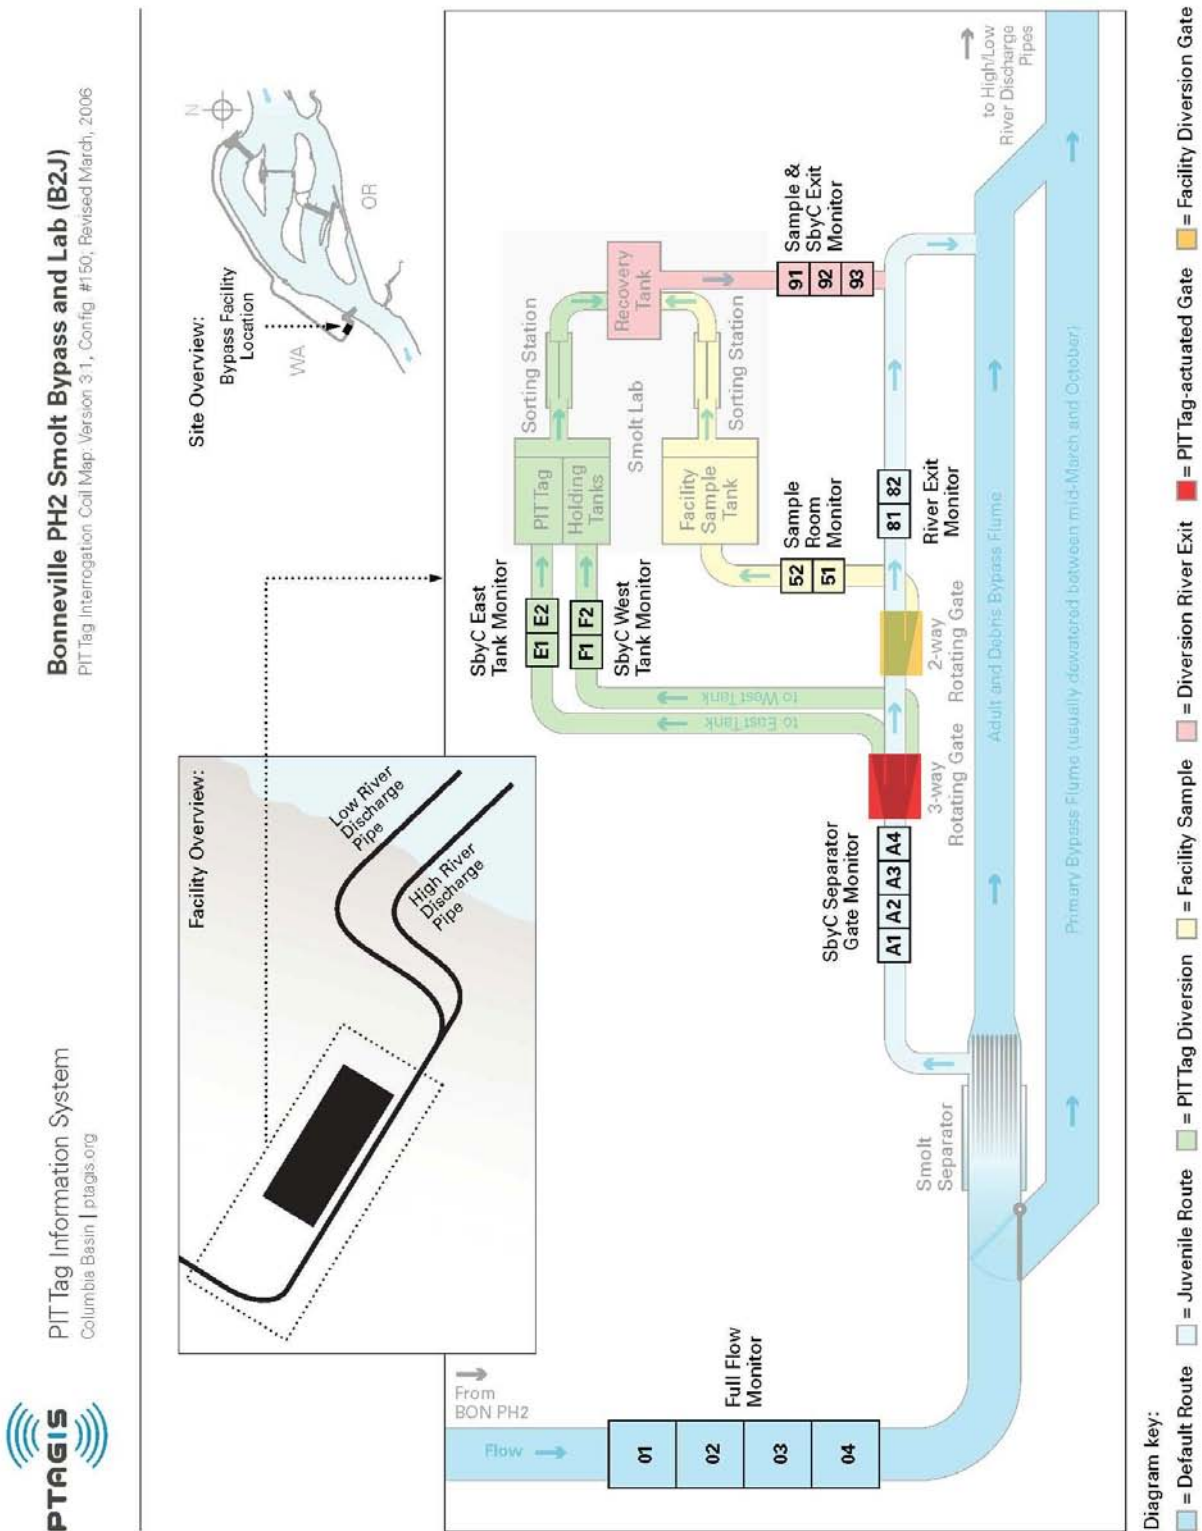 PTAGIS
PIT Tag Information System
Columbia Basin | ptagis.org
Bonneville PH2 Smolt Bypass and Lab (B2J)
PIT Tag Interrogation Coil Map: Version 3.1, Config #150; Revised March, 2006
Facility Overview:
Low River
Discharge
Pipe
High River
Discharge
Pipe
Site Overview:
Bypass Facility
Location
WA
OR
N
From
BON PH2
Flow
01
02
03
04
Full Flow
Monitor
Smolt
Separator
SbyC Separator
Gate Monitor
A1 A2 A3 A4
3-way
Rotating Gate
to East Tank
to West Tank
2-way
Rotating Gate
SbyC East
Tank Monitor
E1 E2
F1 F2
SbyC West
Tank Monitor
PIT Tag
Holding
Tanks
Sorting Station
Smolt Lab
Facility
Sample
Tank
Sorting Station
52
51
Sample
Room
Monitor
81 82
River Exit
Monitor
Recovery
Tank
91
92
93
Sample &
SbyC Exit
Monitor
to High/Low
River Discharge
Pipes
Adult and Debris Bypass Flume
Primary Bypass Flume (usually dewatered between mid-March and October)
Diagram key:
= Default Route
= Juvenile Route
= PIT Tag Diversion
= Facility Sample
= Diversion River Exit
= PIT Tag-actuated Gate
= Facility Diversion Gate